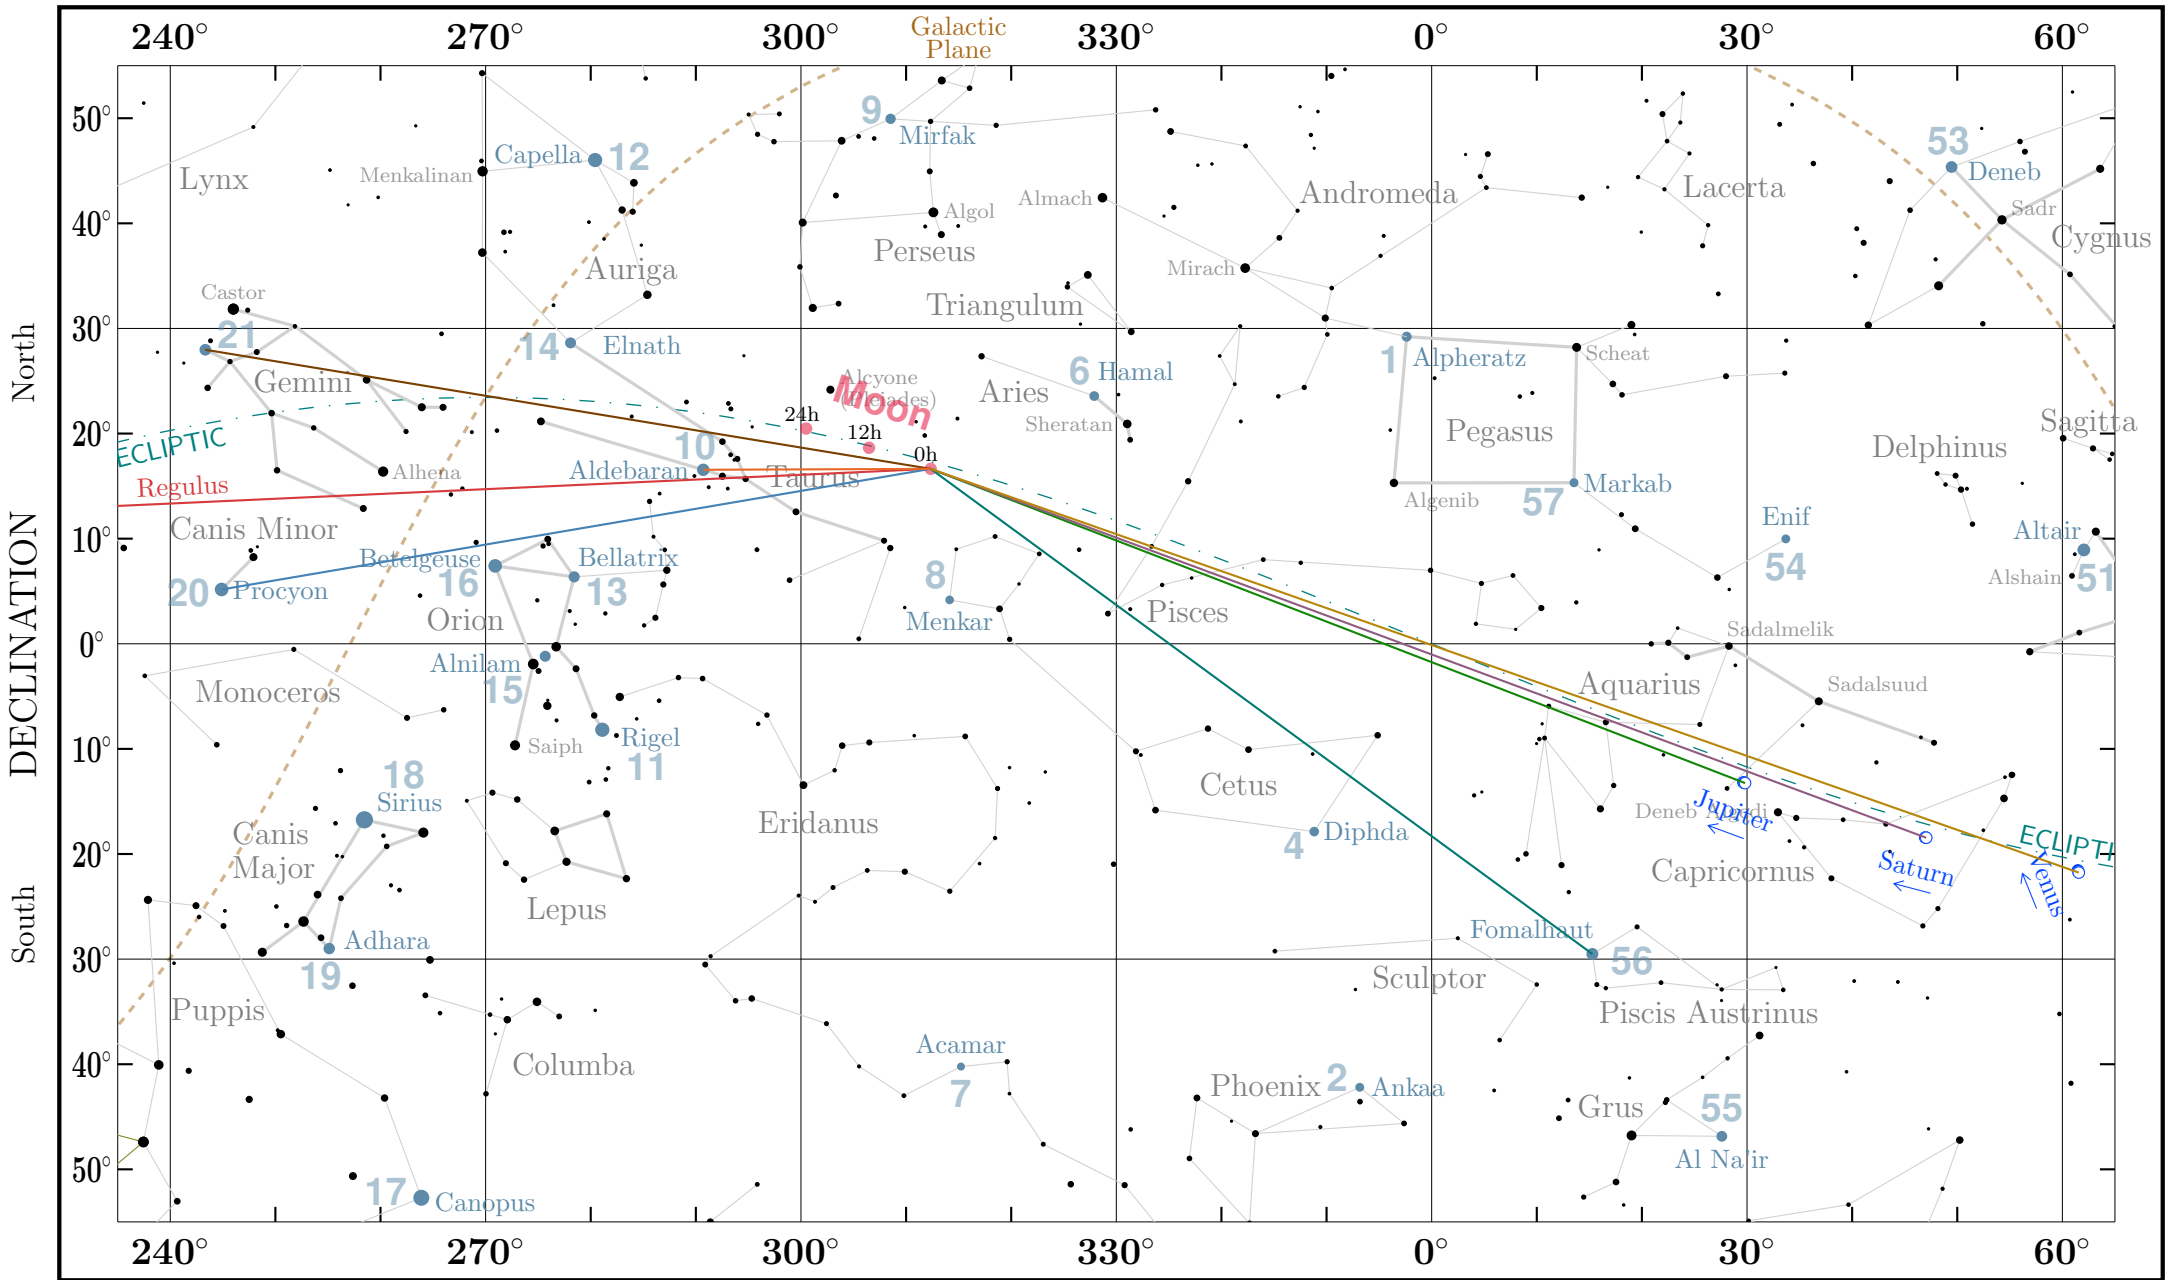 240° 270° 300° 330° 0° 30° 60°
Galactic
Plane
50°
40°
30°
20°
10°
0°
10°
20°
30°
40°
50°
North
DECLINATION
South
9
Mirfak
53
Deneb
Capella
12
Menkalinan
Lynx
Almach
Andromeda
Lacerta
Algol
Sadr
Perseus
Cygnus
Auriga
Mirach
Castor
Triangulum
21
14
Elnath
1
Alpheratz
Scheat
Gemini
Alcyone
(Pleiades)
Moon
6
Hamal
Aries
24h
12h
0h
Sheratan
Pegasus
Sagitta
ECLIPTIC
10
Aldebaran
Taurus
Delphinus
Alhena
Regulus
Algenib
57
Markab
Canis Minor
Enif
54
Altair
Betelgeuse
16
Bellatrix
13
8
Menkar
Alshain
51
20
Procyon
Orion
Pisces
Sadalmelik
Alnilam
15
Monoceros
Aquarius
Sadalsuud
Rigel
11
Saiph
18
Sirius
Cetus
Canis
Major
Eridanus
Jupiter
Deneb
4
Diphda
ECLIPTI
Saturn
Venus
Capricornus
Lepus
Adhara
19
Fomalhaut
56
Sculptor
Puppis
Piscis Austrinus
Columba
Acamar
7
Phoenix
2
Ankaa
Grus
55
Al Na'ir
17
Canopus
240° 270° 300° 330° 0° 30° 60°